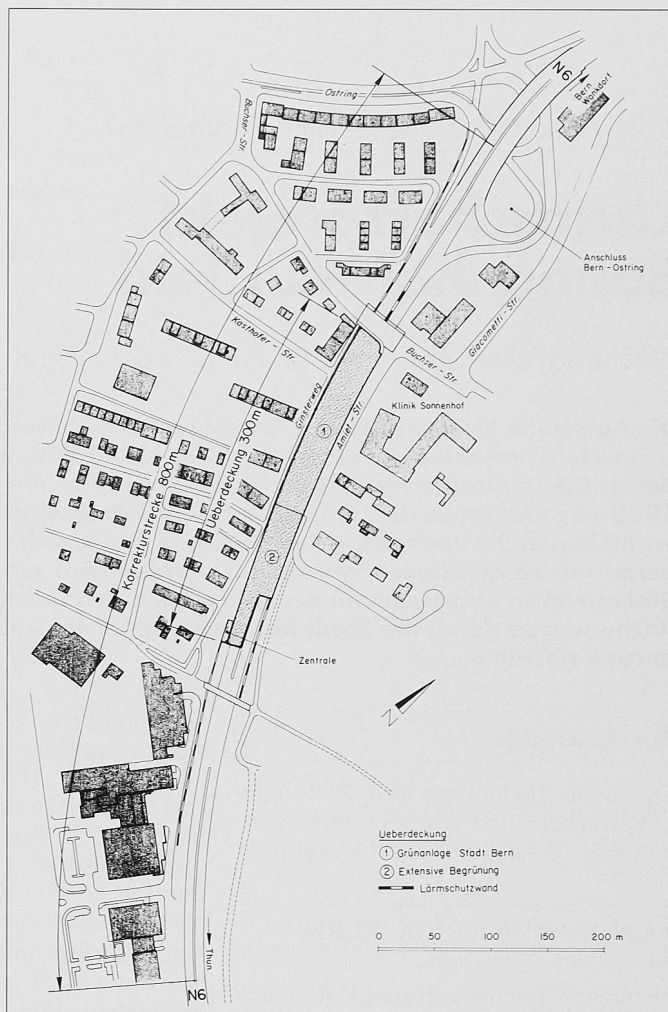 N6
Bern
Wankdorf
Ostring
Buchser-Str.
Anschluss
Bern-Ostring
Giacometti-Str.
Kasthofer-Str.
Buchser-Str.
Ginsterweg
Klinik Sonnenhof
Amiet-Str.
1
Ueberdeckung 300m
Korrekturstrecke 800m
2
Zentrale
N
Ueberdeckung
1 Grünanlage Stadt Bern
2 Extensive Begrünung
Lärmschutzwand
0 50 100 150 200 m
Thun
N6